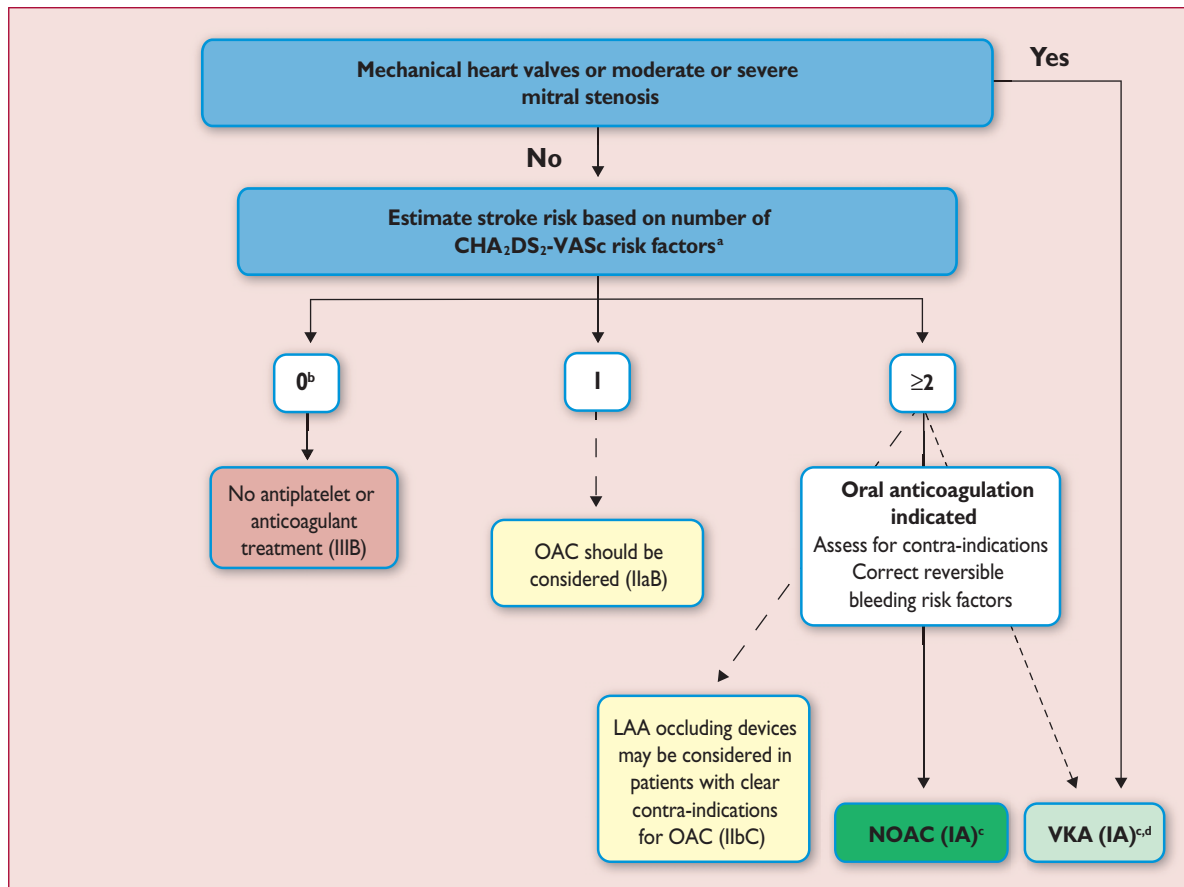 Mechanical heart valves or moderate or severe
mitral stenosis
Yes
No
Estimate stroke risk based on number of
CHA₂DS₂-VASc risk factorsᵃ
0ᵇ
1
≥2
No antiplatelet or
anticoagulant
treatment (IIIB)
OAC should be
considered (IIaB)
Oral anticoagulation
indicated
Assess for contra-indications
Correct reversible
bleeding risk factors
LAA occluding devices
may be considered in
patients with clear
contra-indications
for OAC (IIbC)
NOAC (IA)ᶜ
VKA (IA)ᶜ,ᵈ